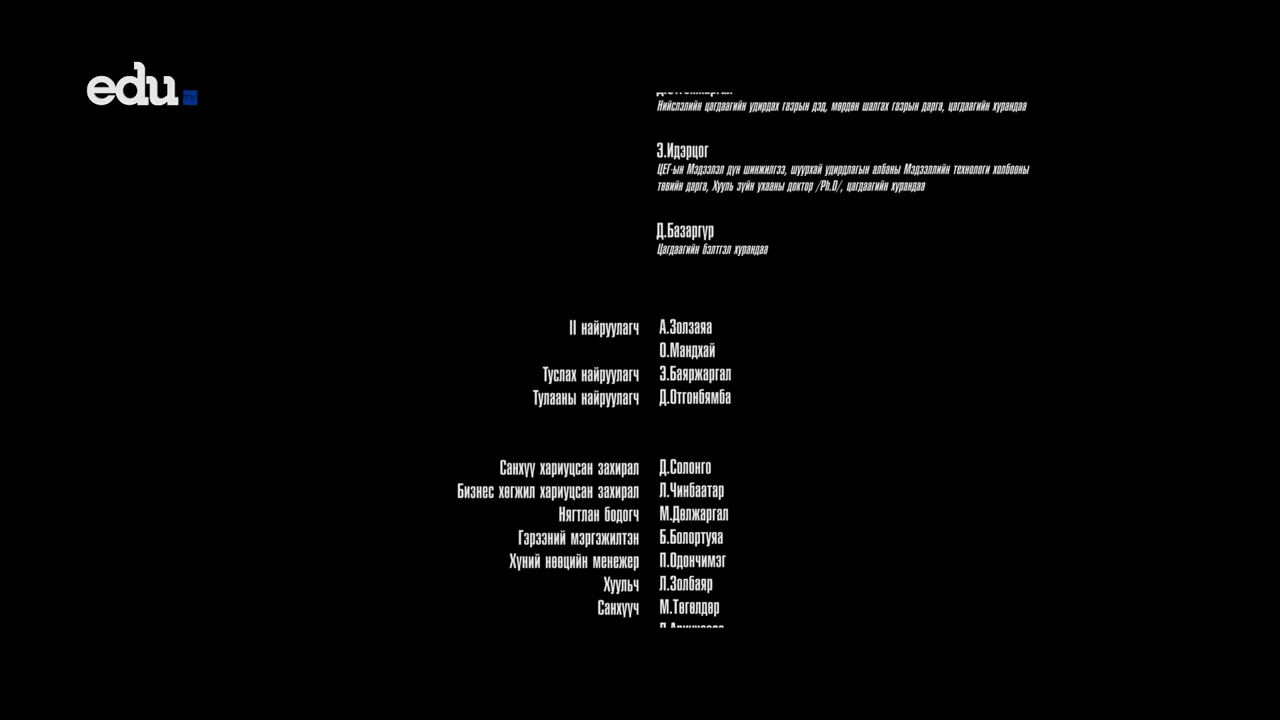 edu
Нийслэлийн цагдаагийн удирдах газрын дэд, мөрдөн шалгах газрын дарга, цагдаагийн хурандаа
Э.Идэрцог
ЦЕГ-ын Мэдээлэл дүн шинжилгээ, шуурхай удирдлагын албаны Мэдээллийн технологи холбооны
төвийн дарга, Хууль зүйн ухааны доктор /Ph.D/, цагдаагийн хурандаа
Д.Базаргүр
Цагдаагийн бэлтгэл хурандаа
II найруулагч А.Золзаяа
О.Мандхай
Туслах найруулагч Э.Баяржаргал
Тулааны найруулагч Д.Отгонбямба
Санхүү хариуцсан захирал Д.Солонго
Бизнес хөгжил хариуцсан захирал Л.Чинбаатар
Нягтлан бодогч М.Дөлжаргал
Гэрээний мэргэжилтэн Б.Болортуяа
Хүний нөөцийн менежер П.Одончимэг
Хуульч Л.Золбаяр
Санхүүч М.Төгөлдөр